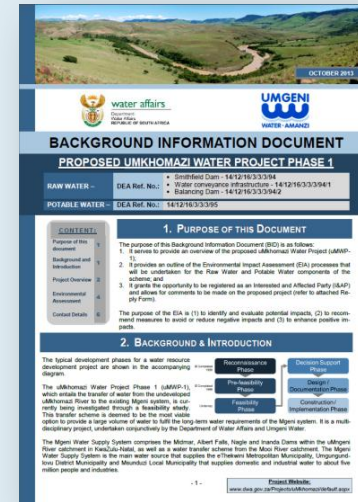 OCTOBER 2013
water affairs
Department:
Water Affairs
REPUBLIC OF SOUTH AFRICA
UMGENI
WATER·AMANZI
BACKGROUND INFORMATION DOCUMENT
PROPOSED UMKHOMAZI WATER PROJECT PHASE 1
RAW WATER – DEA Ref. No.:
• Smithfield Dam - 14/12/16/3/3/3/94
• Water conveyance infrastructure - 14/12/16/3/3/3/94/1
• Balancing Dam - 14/12/16/3/3/3/94/2
POTABLE WATER – DEA Ref. No.: 14/12/16/3/3/3/95
CONTENT:
Purpose of this document 1
Background and Introduction
Project Overview
Environmental Assessment
Contact Details
1. PURPOSE OF THIS DOCUMENT
The purpose of this Background Information Document (BID) is as follows:
1. It serves to provide an overview of the proposed uMkhomazi Water Project (uMWP-1);
2. It provides an outline of the Environmental Impact Assessment (EIA) processes that
will be undertaken for the Raw Water and Potable Water components of the
scheme; and
3. It grants the opportunity to be registered as an Interested and Affected Party (I&AP)
and allows for comments to be made on the proposed project (refer to attached Reply Form).
The purpose of the EIA is (1) to identify and evaluate potential impacts, (2) to recommend
measures to avoid or reduce negative impacts and (3) to enhance positive impacts.
2. BACKGROUND & INTRODUCTION
The typical development phases for a water resource
development project are shown in the accompanying
diagram.
Reconnaissance Phase
Pre-feasibility Phase
Feasibility Phase
Decision Support Phase
Design / Documentation Phase
Construction / Implementation Phase
The uMkhomazi Water Project Phase 1 (uMWP-1),
which entails the transfer of water from the undeveloped
uMkhomazi River to the existing Mgeni system, is currently
being investigated through a feasibility study.
This transfer scheme is deemed to be the most viable
option to provide a large volume of water to fulfil the long-term water requirements of the Mgeni system. It is a multi-
disciplinary project, undertaken conjunctively by the Department of Water Affairs and Umgeni Water.
The Mgeni Water Supply System comprises the Midmar, Albert Falls, Nagle and Inanda Dams within the uMngeni
River catchment in KwaZulu-Natal, as well as a water transfer scheme from the Mooi River catchment. The Mgeni
Water Supply System is the main water source that supplies the eThekwini Metropolitan Municipality, Umgungund-
lovu District Municipality and Msunduzi Local Municipality that supplies domestic and industrial water to about five
million people and industries.
- 1 -
Project Website:
www.dwa.gov.za/Projects/uMkhomazi/default.aspx